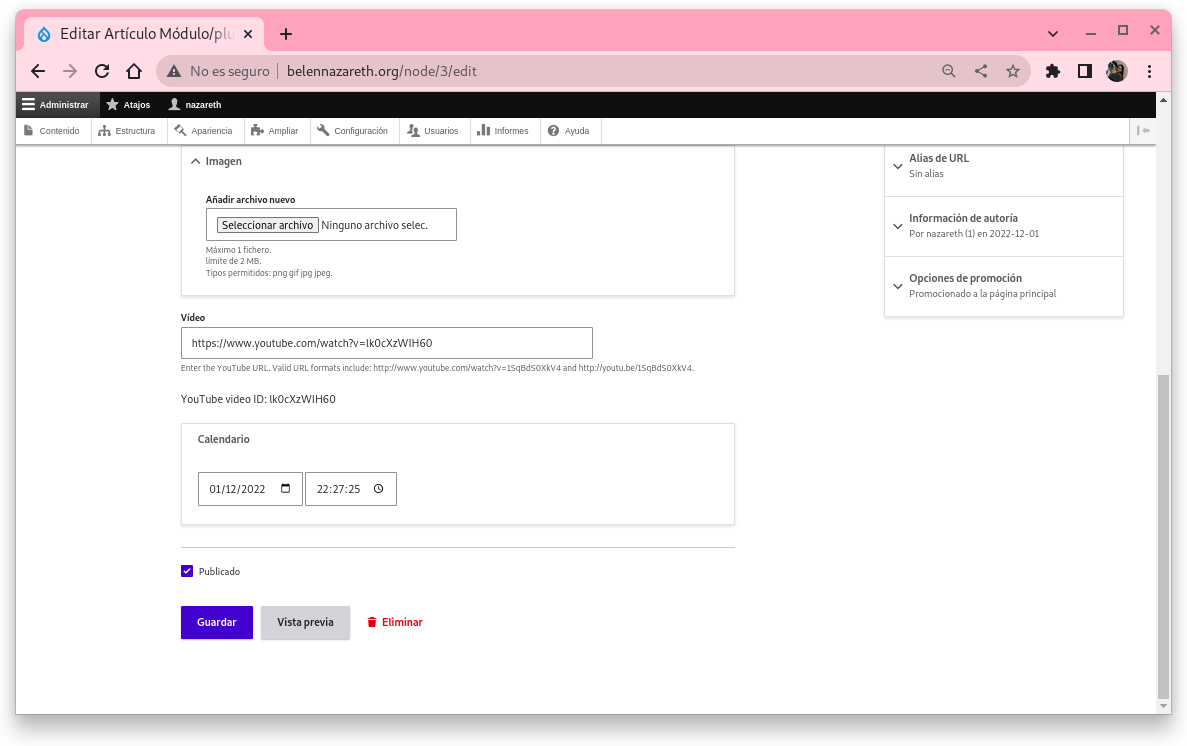 Editar Artículo Módulo/plu
No es seguro
belennazareth.org/node/3/edit
Administrar
Atajos
nazareth
Contenido
Estructura
Apariencia
Ampliar
Configuración
Usuarios
Informes
Ayuda
Imagen
Añadir archivo nuevo
Seleccionar archivo Ninguno archivo selec.
Máximo 1 fichero.
límite de 2 MB.
Tipos permitidos: png gif jpg jpeg.
Vídeo
https://www.youtube.com/watch?v=lk0cXzWIH60
Enter the YouTube URL. Valid URL formats include: http://www.youtube.com/watch?v=1SqBdS0XkV4 and http://youtu.be/1SqBdS0XkV4.
YouTube video ID: lk0cXzWIH60
Calendario
01/12/2022
22:27:25
Publicado
Guardar
Vista previa
Eliminar
Alias de URL
Sin alias
Información de autoría
Por nazareth (1) en 2022-12-01
Opciones de promoción
Promocionado a la página principal